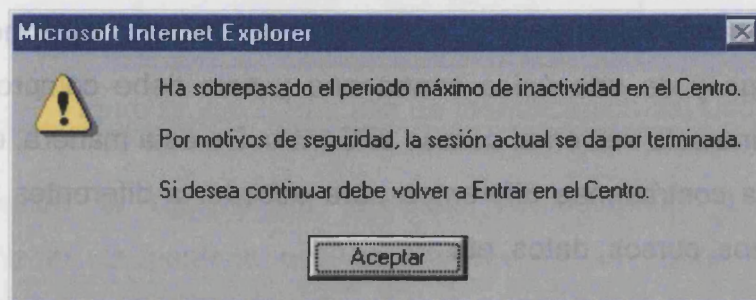 Microsoft Internet Explorer
Ha sobrepasado el periodo máximo de inactividad en el Centro.
Por motivos de seguridad, la sesión actual se da por terminada.
Si desea continuar debe volver a Entrar en el Centro.
Aceptar